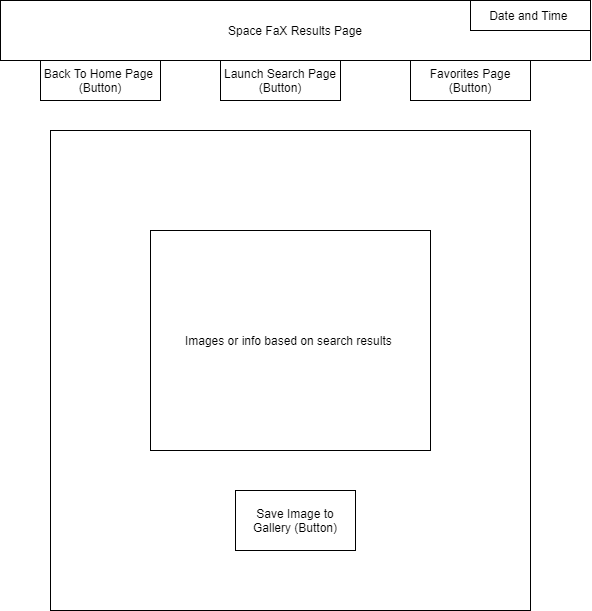 Date and Time
Space FaX Results Page
Back To Home Page
(Button)
Launch Search Page
(Button)
Favorites Page
(Button)
Images or info based on search results
Save Image to
Gallery (Button)